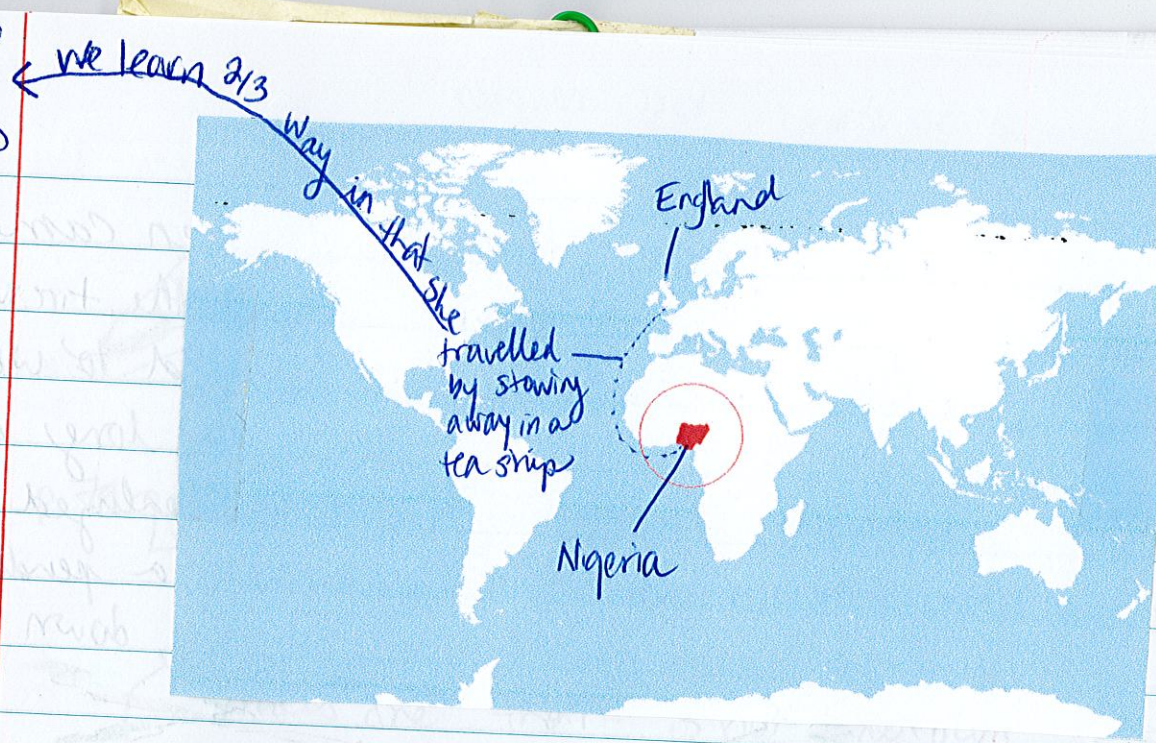 we learn 2/3
way in that she
England
travelled
by stowing
away in a
tea ship
Nigeria